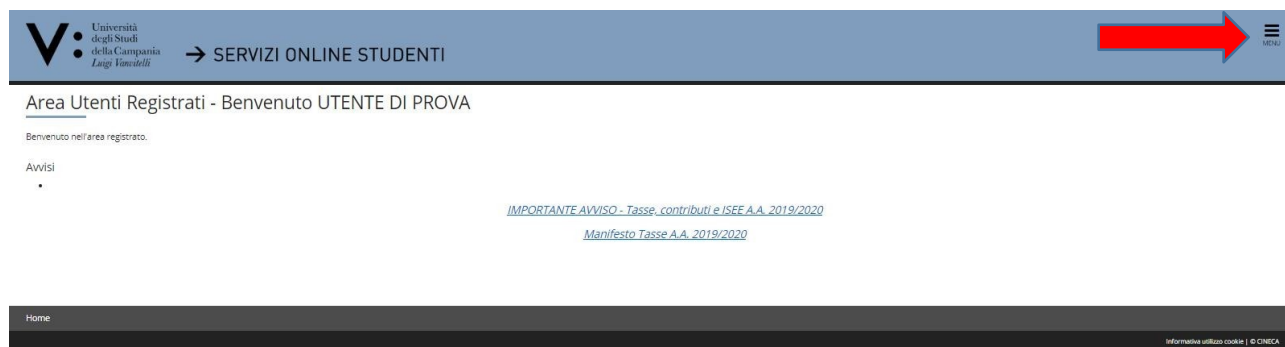 V:
Università
degli Studi
della Campania
Luigi Vanvitelli
→ SERVIZI ONLINE STUDENTI
MENU
Area Utenti Registrati - Benvenuto UTENTE DI PROVA
Benvenuto nell'area registrato.
Avvisi
•
IMPORTANTE AVVISO - Tasse, contributi e ISEE A.A. 2019/2020
Manifesto Tasse A.A. 2019/2020
Home
Informativa utilizzo cookie | © CINECA